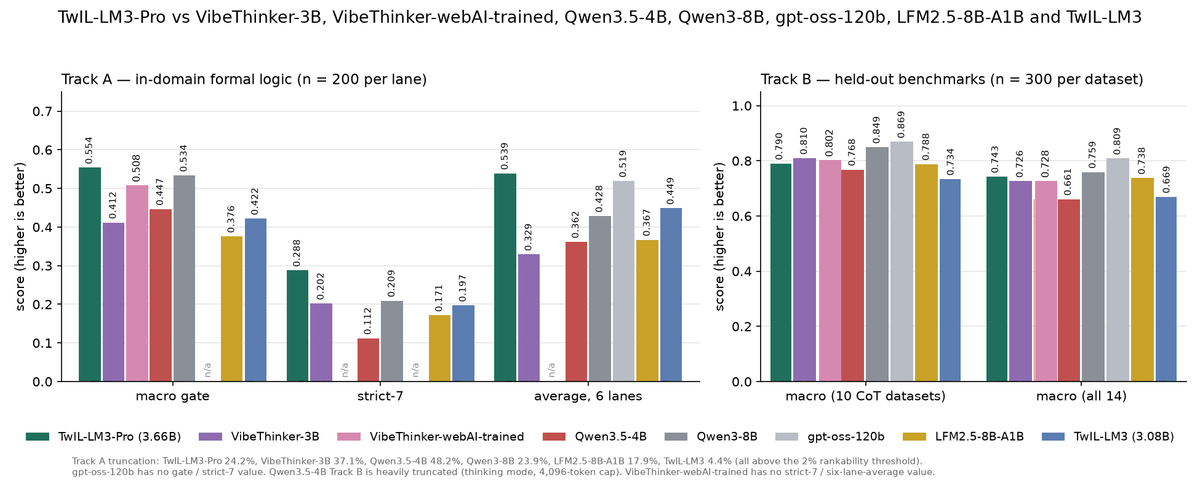 TwIL-LM3-Pro vs VibeThinker-3B, VibeThinker-webAI-trained, Qwen3.5-4B, Qwen3-8B, gpt-oss-120b, LFM2.5-8B-A1B and TwIL-LM3
Track A — in-domain formal logic (n = 200 per lane)
score (higher is better)
0.7
0.6
0.5
0.4
0.3
0.2
0.1
0.0
0.554
0.412
0.508
0.447
0.534
n/a
0.376
0.422
0.288
0.202
n/a
0.112
0.209
n/a
0.171
0.197
0.539
0.329
n/a
0.362
0.428
0.519
0.367
0.449
macro gate
strict-7
average, 6 lanes
Track B — held-out benchmarks (n = 300 per dataset)
score (higher is better)
1.0
0.8
0.6
0.4
0.2
0.0
0.790
0.810
0.802
0.768
0.849
0.869
0.788
0.734
0.743
0.726
0.728
0.661
0.759
0.809
0.738
0.669
macro (10 CoT datasets)
macro (all 14)
TwIL-LM3-Pro (3.66B)
VibeThinker-3B
VibeThinker-webAI-trained
Qwen3.5-4B
Qwen3-8B
gpt-oss-120b
LFM2.5-8B-A1B
TwIL-LM3 (3.08B)
Track A truncation: TwIL-LM3-Pro 24.2%, VibeThinker-3B 37.1%, Qwen3.5-4B 48.2%, Qwen3-8B 23.9%, LFM2.5-8B-A1B 17.9%, TwIL-LM3 4.4% (all above the 2% rankability threshold).
gpt-oss-120b has no gate / strict-7 value. Qwen3.5-4B Track B is heavily truncated (thinking mode, 4,096-token cap). VibeThinker-webAI-trained has no strict-7 / six-lane-average value.